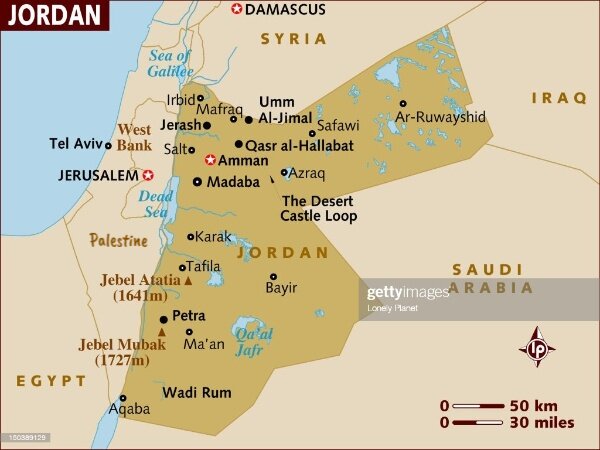 JORDAN
DAMASCUS
SYRIA
Sea of
Galilee
Irbid
Mafraq
Umm
Al-Jimal
IRAQ
Ar-Ruwayshid
Jerash
Safawi
West
Bank
Tel Aviv
Salt
Qasr al-Hallabat
Amman
JERUSALEM
Azraq
Madaba
Dead
Sea
The Desert
Castle Loop
Palestine
Karak
JORDAN
Tafila
Jebel Atatia
(1641m)
Bayir
SAUDI
ARABIA
gettyimages
Lonely Planet
Petra
Jebel Mubak
(1727m)
Ma'an
Qa'al
Jafr
LP
EGYPT
Wadi Rum
Aqaba
0 50 km
0 30 miles
150389129